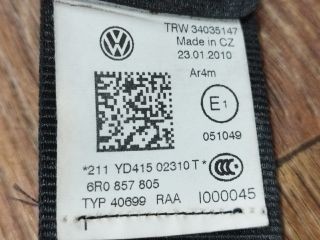 TRW 34035147
Made in CZ
23.01.2010
Ar4m
E1
051049
*211 YD415 02310 T*
6R0 857 805
TYP 40699 RAA I000045
1